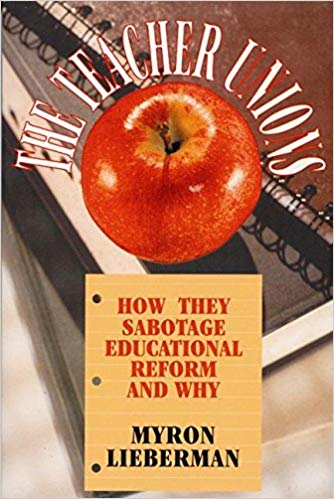 THE TEACHER UNIONS
HOW THEY
SABOTAGE
EDUCATIONAL
REFORM
AND WHY
MYRON
LIEBERMAN